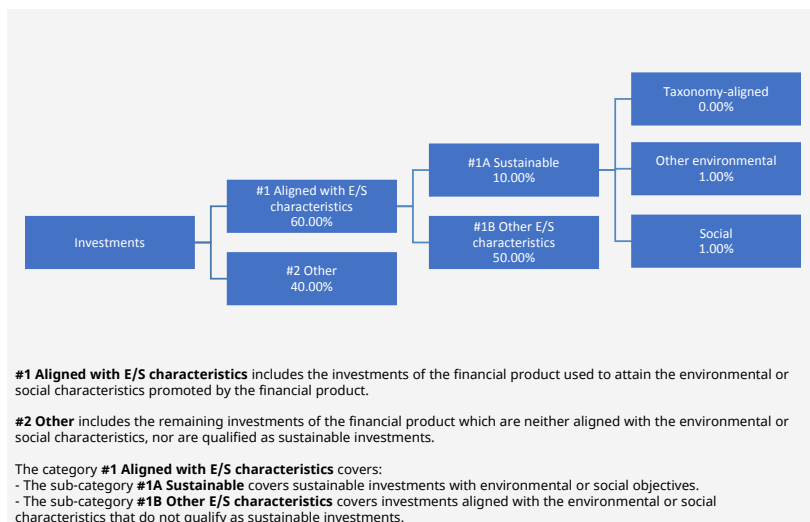 Taxonomy-aligned
0.00%
#1A Sustainable
10.00%
Other environmental
1.00%
#1 Aligned with E/S
characteristics
60.00%
#1B Other E/S
characteristics
50.00%
Social
1.00%
Investments
#2 Other
40.00%
#1 Aligned with E/S characteristics includes the investments of the financial product used to attain the environmental or
social characteristics promoted by the financial product.
#2 Other includes the remaining investments of the financial product which are neither aligned with the environmental or
social characteristics, nor are qualified as sustainable investments.
The category #1 Aligned with E/S characteristics covers:
- The sub-category #1A Sustainable covers sustainable investments with environmental or social objectives.
- The sub-category #1B Other E/S characteristics covers investments aligned with the environmental or social
characteristics that do not qualify as sustainable investments.